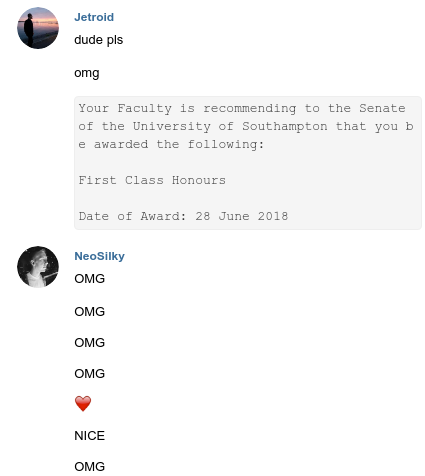 Jetroid
dude pls
omg
Your Faculty is recommending to the Senate
of the University of Southampton that you b
e awarded the following:
First Class Honours
Date of Award: 28 June 2018
NeoSilky
OMG
OMG
OMG
OMG
❤️
NICE
OMG